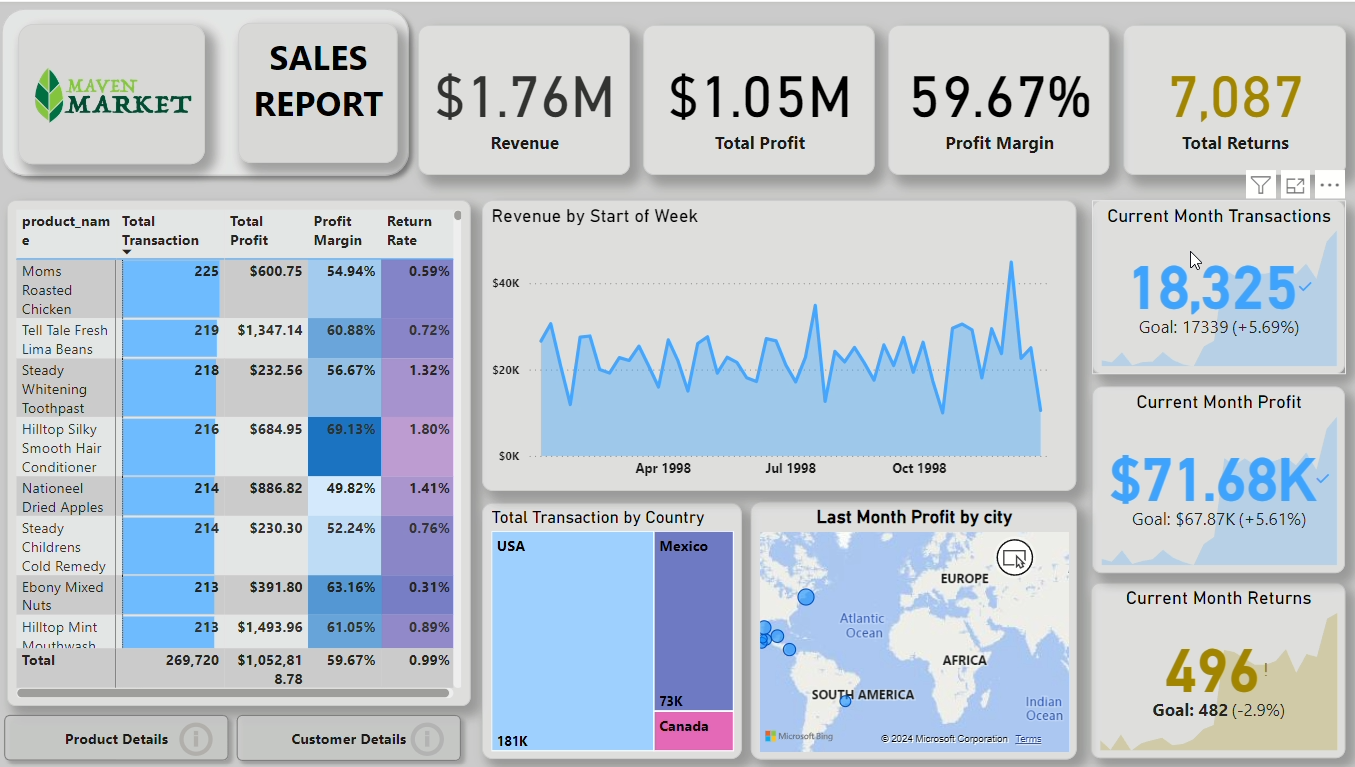 MAVEN
MARKET
SALES
REPORT
$1.76M
Revenue
$1.05M
Total Profit
59.67%
Profit Margin
7,087
Total Returns
product_nam
e
Total
Transaction
Total
Profit
Profit
Margin
Return
Rate
Moms
Roasted
Chicken
225 $600.75 54.94% 0.59%
Tell Tale Fresh
Lima Beans
219 $1,347.14 60.88% 0.72%
Steady
Whitening
Toothpast
218 $232.56 56.67% 1.32%
Hilltop Silky
Smooth Hair
Conditioner
216 $684.95 69.13% 1.80%
Nationeel
Dried Apples
214 $886.82 49.82% 1.41%
Steady
Childrens
Cold Remedy
214 $230.30 52.24% 0.76%
Ebony Mixed
Nuts
213 $391.80 63.16% 0.31%
Hilltop Mint
Mouthwash
213 $1,493.96 61.05% 0.89%
Total 269,720 $1,052,81 59.67% 0.99%
8.78
Product Details
Customer Details
Revenue by Start of Week
$40K
$20K
$0K
Apr 1998
Jul 1998
Oct 1998
Total Transaction by Country
USA
181K
Mexico
73K
Canada
Last Month Profit by city
EUROPE
Atlantic
Ocean
AFRICA
SOUTH AMERICA
Indian
Ocean
Microsoft Bing
© 2024 Microsoft Corporation Terms
Current Month Transactions
18,325
Goal: 17339 (+5.69%)
Current Month Profit
$71.68K
Goal: $67.87K (+5.61%)
Current Month Returns
496!
Goal: 482 (-2.9%)